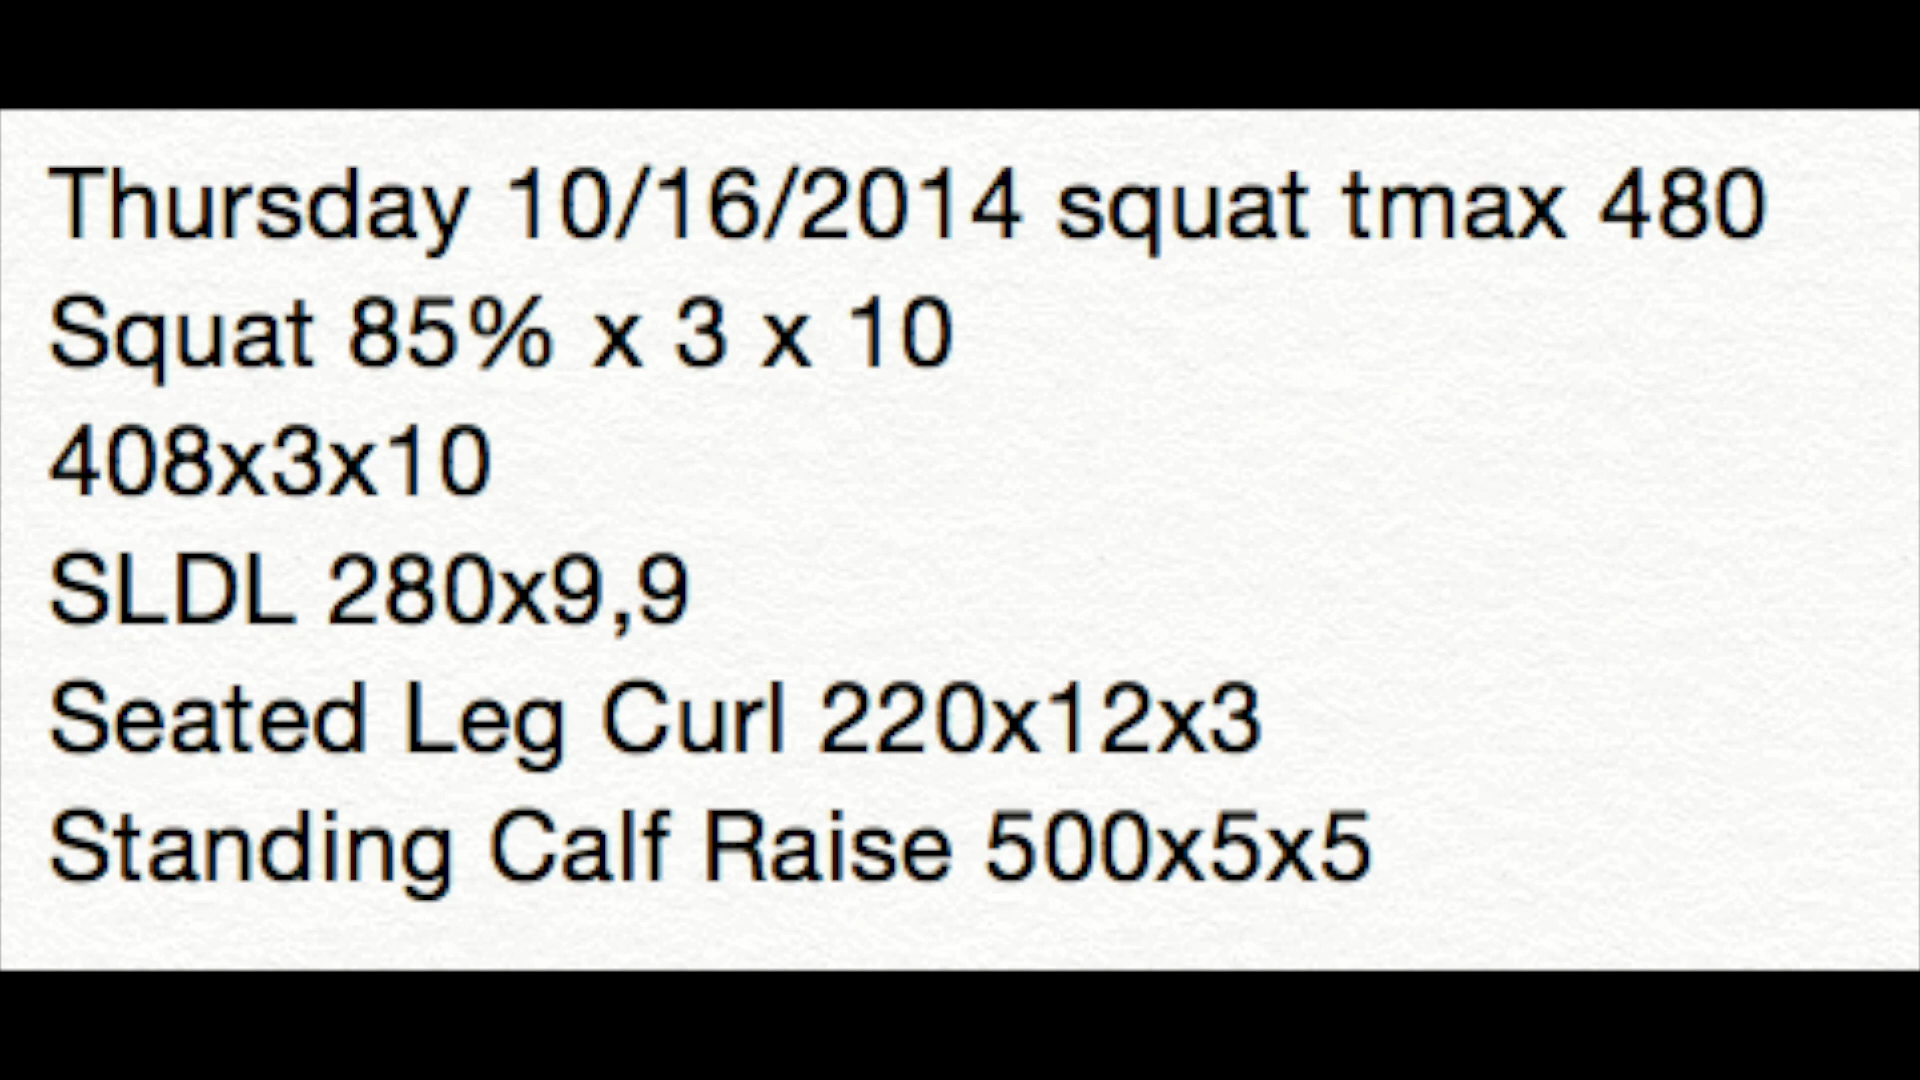 Thursday 10/16/2014 squat tmax 480
Squat 85% x 3 x 10
408x3x10
SLDL 280x9,9
Seated Leg Curl 220x12x3
Standing Calf Raise 500x5x5